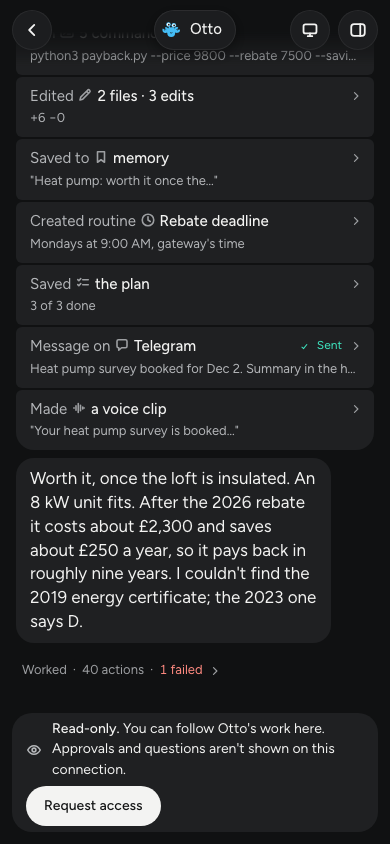 Otto
python3 payback.py --price 9800 --rebate 7500 --savi...
Edited 2 files · 3 edits
+6 −0
Saved to memory
"Heat pump: worth it once the..."
Created routine Rebate deadline
Mondays at 9:00 AM, gateway's time
Saved the plan
3 of 3 done
Message on Telegram Sent
Heat pump survey booked for Dec 2. Summary in the h...
Made a voice clip
"Your heat pump survey is booked..."
Worth it, once the loft is insulated. An
8 kW unit fits. After the 2026 rebate
it costs about £2,300 and saves
about £250 a year, so it pays back in
roughly nine years. I couldn't find the
2019 energy certificate; the 2023 one
says D.
Worked · 40 actions · 1 failed
Read-only. You can follow Otto's work here.
Approvals and questions aren't shown on this
connection.
Request access